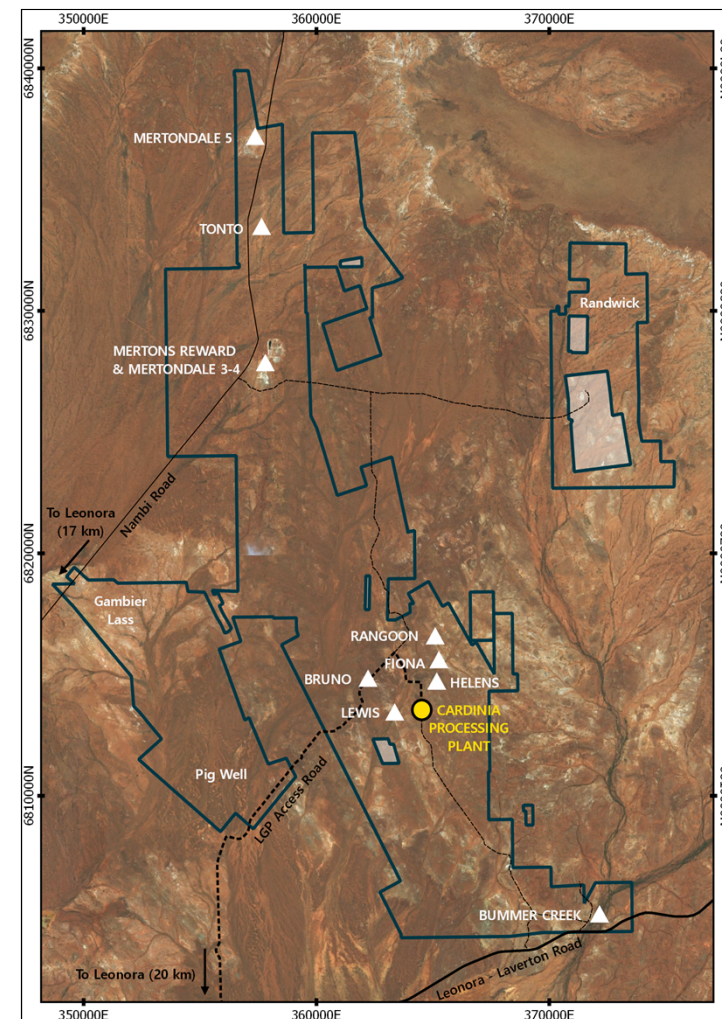 350000E
360000E
370000E
6840000N
MERTONDALE 5
TONTO
6830000N
Randwick
MERTONS REWARD
& MERTONDALE 3-4
Nambi Road
To Leonora
(17 km)
6820000N
Gambier
Lass
RANGOON
FIONA
BRUNO
HELENS
LEWIS
CARDINIA
PROCESSING
PLANT
Pig Well
6810000N
LGP Access Road
BUMMER CREEK
To Leonora (20 km)
Leonora - Laverton Road
350000E
360000E
370000E